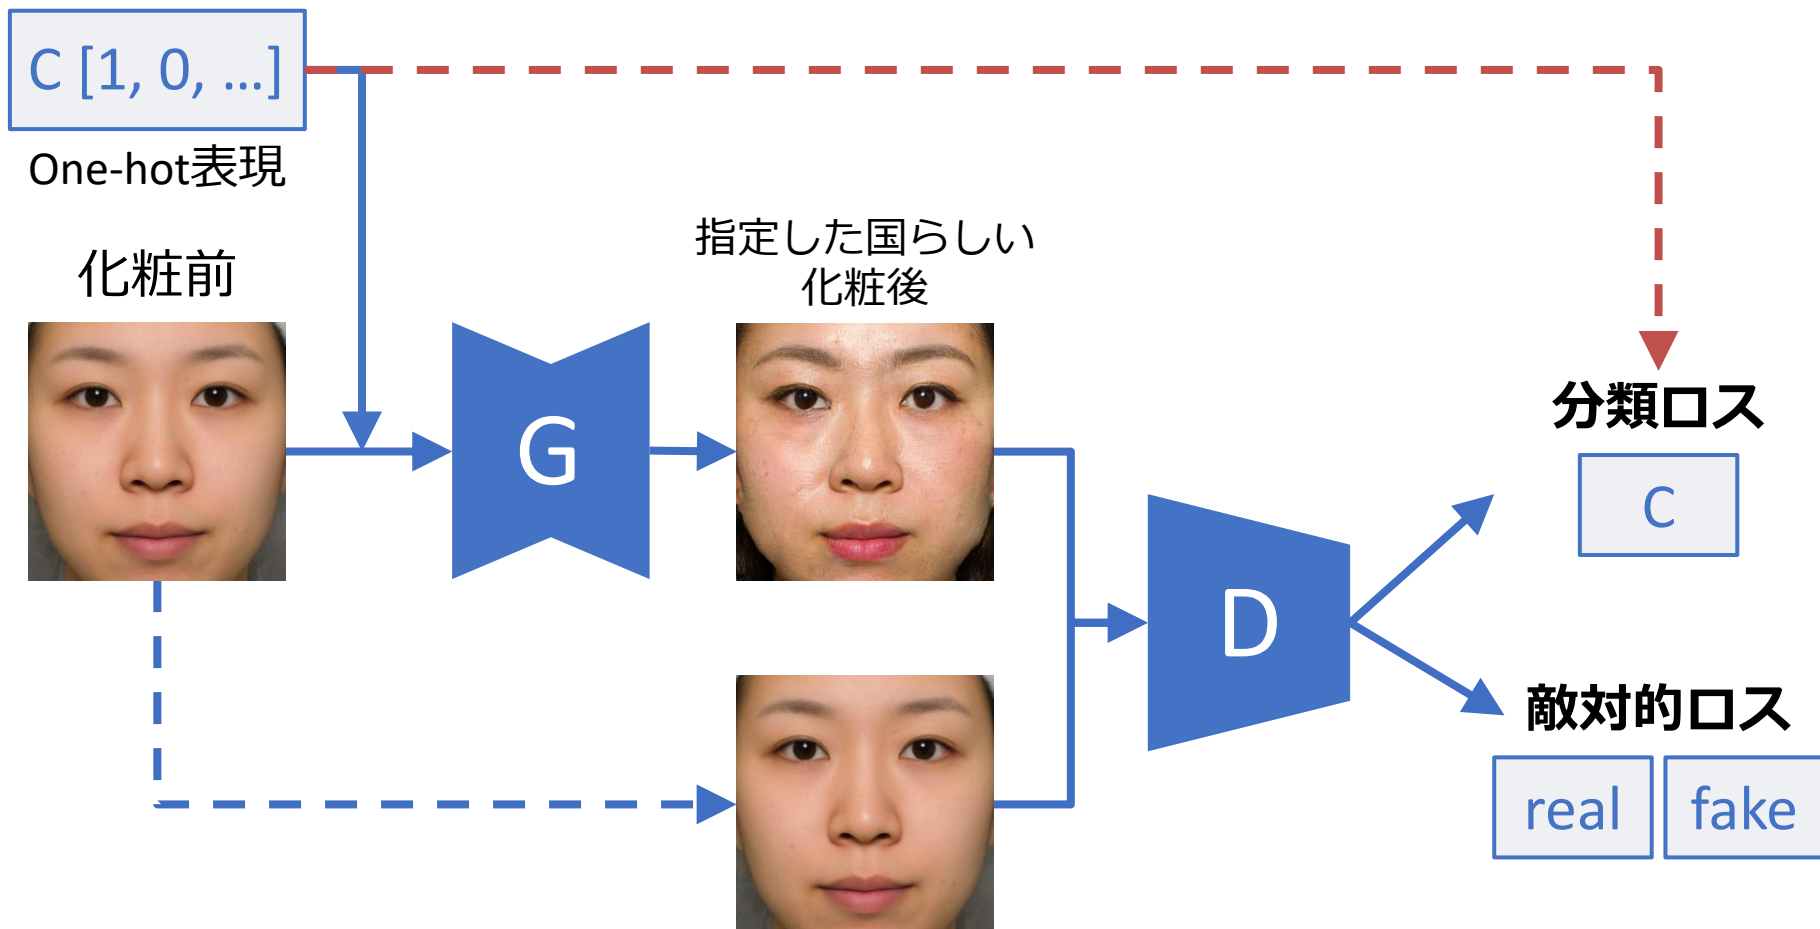 C [1, 0, ...]
One-hot表現
化粧前
指定した国らしい
化粧後
G
D
分類ロス
C
敵対的ロス
real
fake